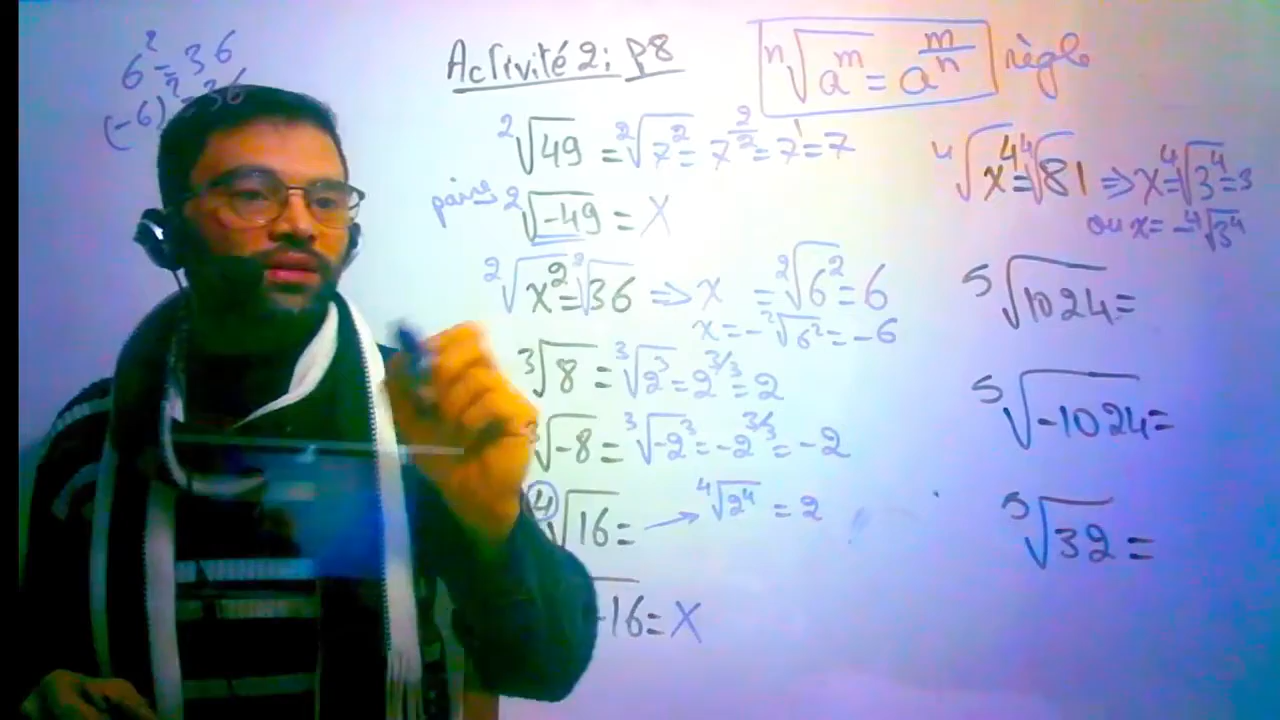 6² = 36
(-6)² = 36
Activité 2 : p8
ⁿ√aᵐ = a^(m/n) règle
²√49 = ²√7² = 7^(2/2) = 7¹ = 7
paire ²√-49 = X
²√x² = ²√36 => x = ²√6² = 6
x = -²√6² = -6
³√8 = ³√2³ = 2^(3/3) = 2
³√-8 = ³√-2³ = -2^(3/3) = -2
⁴√16 = → ⁴√2⁴ = 2
-16 = X
⁴√x⁴ = ⁴√81 => x = ⁴√3⁴ = 3
ou x = -⁴√3⁴
⁵√1024 =
⁵√-1024 =
⁵√32 =